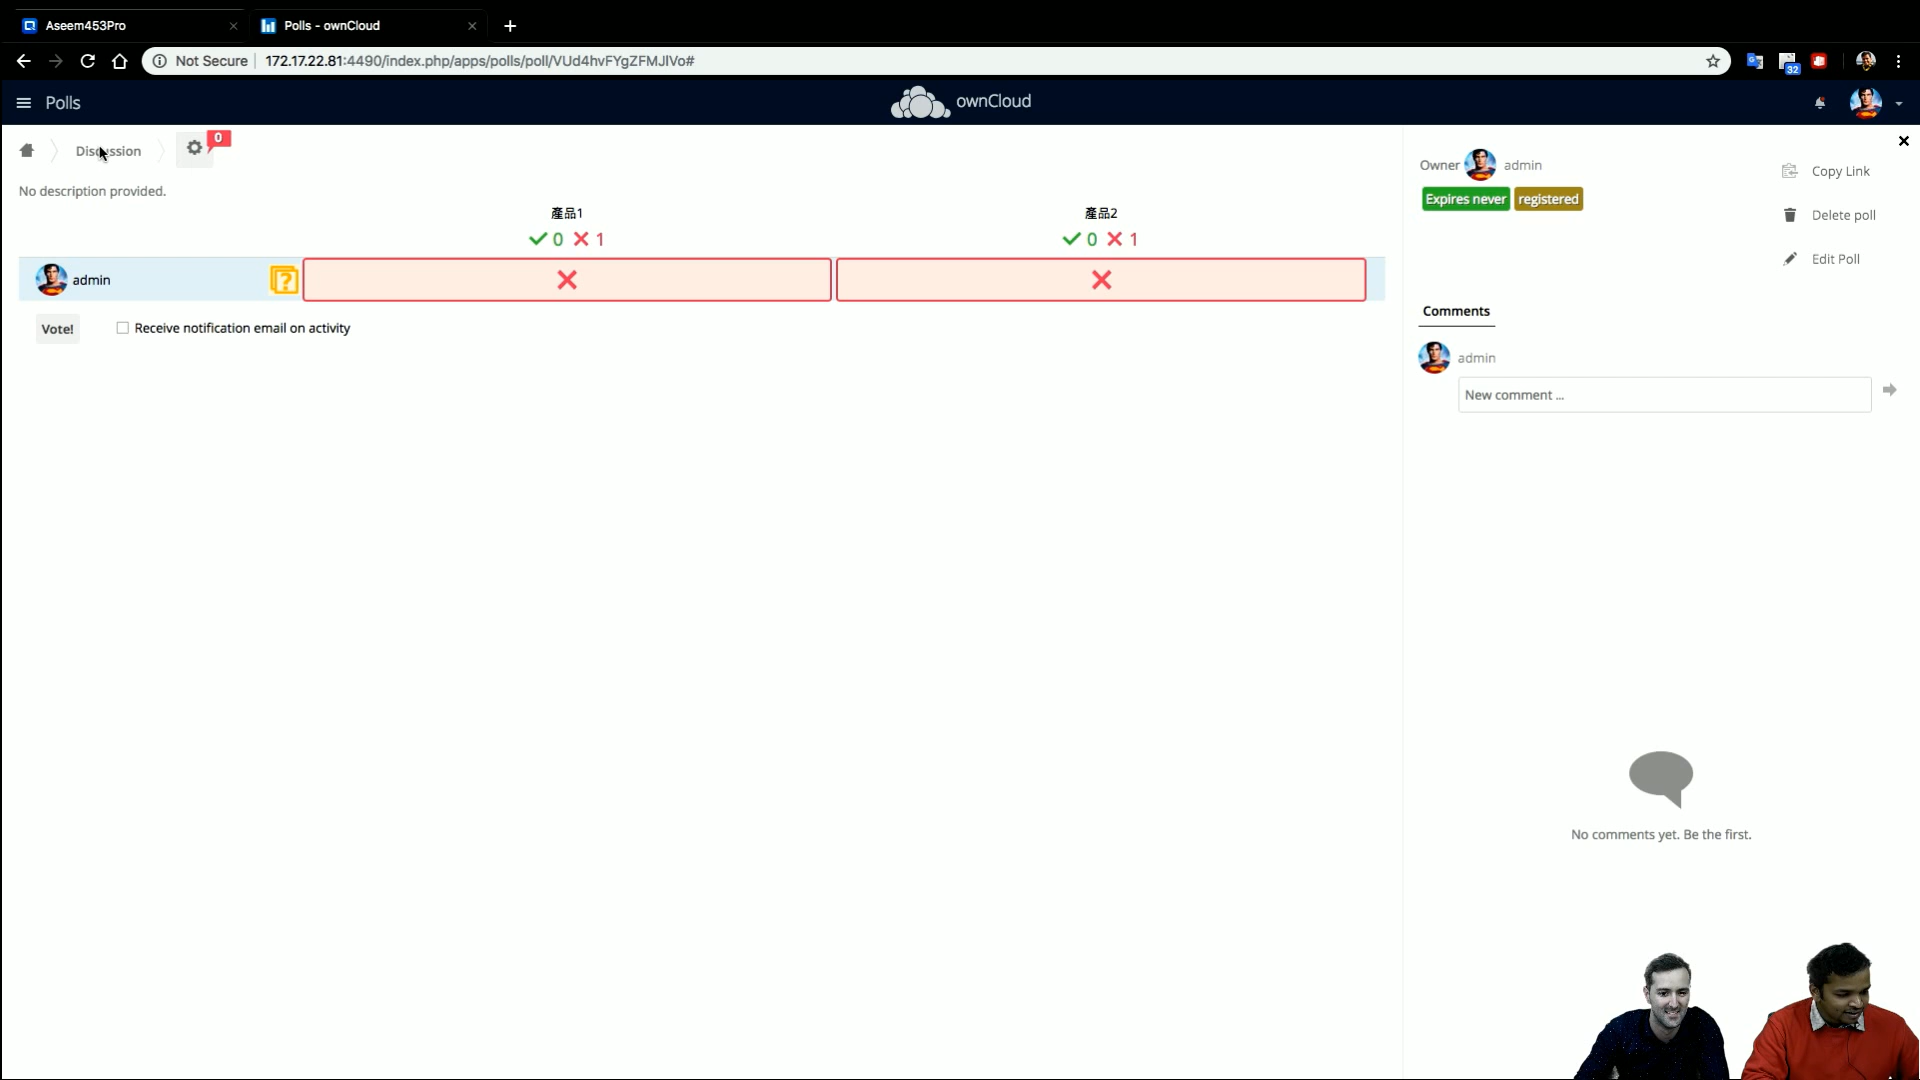 Aseem453Pro
Polls - ownCloud
Not Secure
172.17.22.81:4490/index.php/apps/polls/poll/VUd4hvFYgZFMJlVo#
32
Polls
ownCloud
Discussion
0
No description provided.
產品1
產品2
0
1
0
1
admin
Vote!
Receive notification email on activity
Owner
admin
Expires never
registered
Copy Link
Delete poll
Edit Poll
Comments
admin
New comment ...
No comments yet. Be the first.